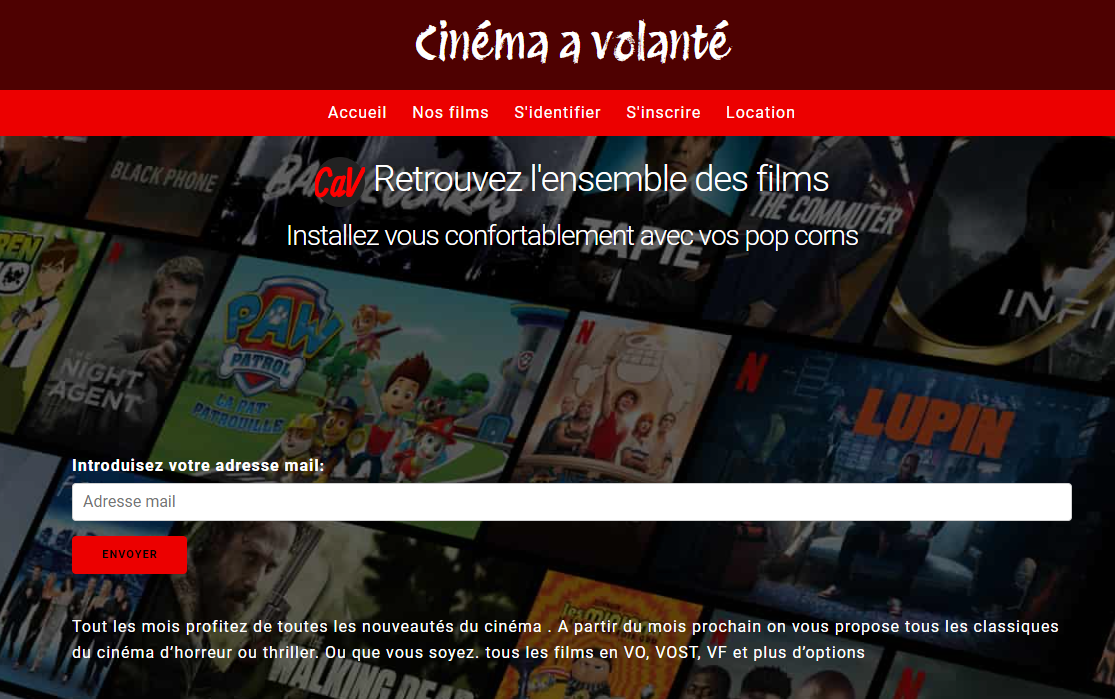 Cinéma a volanté
Accueil Nos films S'identifier S'inscrire Location
BLACK PHONE
CaV Retrouvez l'ensemble des films
THE COMMUTER
Installez vous confortablement avec vos pop corns
TAPIE
INFI
PAW
PATROL
NIGHT
AGENT
LA PAT'
PATROUILLE
N
N
LUPIN
Introduisez votre adresse mail:
Adresse mail
ENVOYER
Tout les mois profitez de toutes les nouveautés du cinéma . A partir du mois prochain on vous propose tous les classiques
du cinéma d’horreur ou thriller. Ou que vous soyez. tous les films en VO, VOST, VF et plus d’options
WALKING DEAD
N